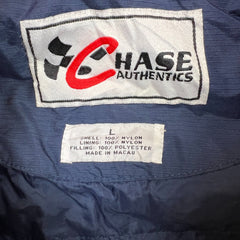 CHASE
AUTHENTICS
L
SHELL: 100% NYLON
LINING: 100% NYLON
FILLING: 100% POLYESTER
MADE IN MACAU